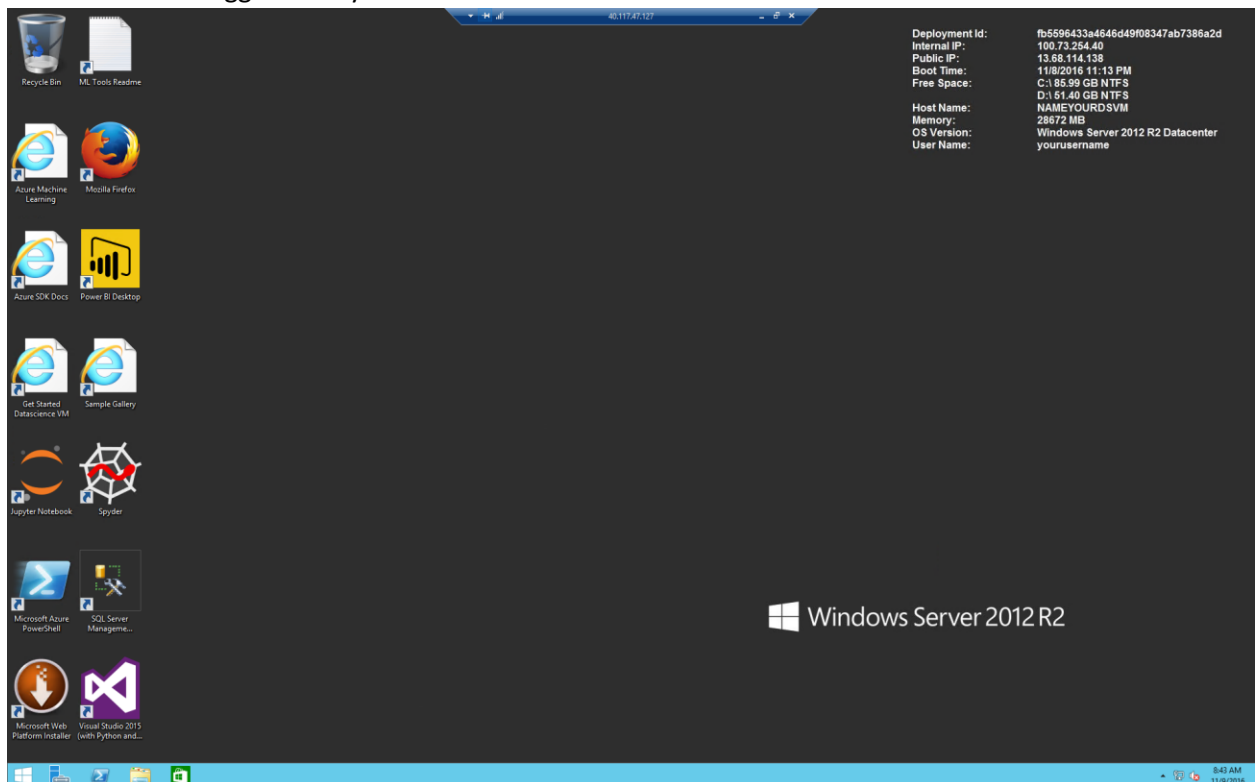 40.117.47.127
Deployment Id: fb5596433a4646d49f08347ab7386a2d
Internal IP: 100.73.254.40
Public IP: 13.68.114.138
Boot Time: 11/8/2016 11:13 PM
Free Space: C:\ 85.99 GB NTFS
D:\ 51.40 GB NTFS
Host Name: NAMEYOURDSVM
Memory: 28672 MB
OS Version: Windows Server 2012 R2 Datacenter
User Name: yourusername
Recycle Bin
ML Tools Readme
Azure Machine
Learning
Mozilla Firefox
Azure SDK Docs
Power BI Desktop
Get Started
Datascience VM
Sample Gallery
Jupyter Notebook
Spyder
Microsoft Azure
PowerShell
SQL Server
Manageme...
Microsoft Web
Platform Installer
Visual Studio 2015
(with Python and...
Windows Server 2012 R2
8:43 AM
11/9/2016